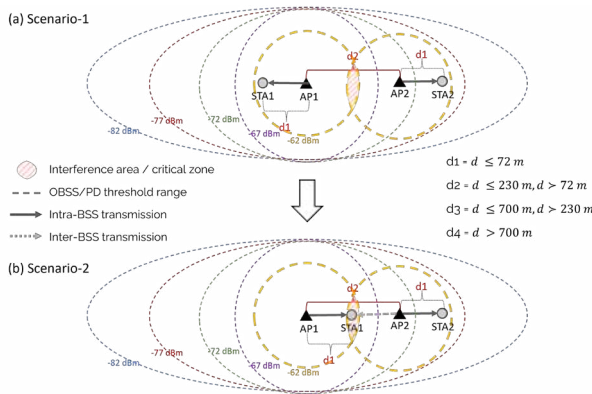 (a) Scenario-1
d2
d1
STA1
AP1
AP2
STA2
d1
-82 dBm
-77 dBm
-72 dBm
-67 dBm
-62 dBm
Interference area / critical zone
OBSS/PD threshold range
Intra-BSS transmission
Inter-BSS transmission
d1 = d ≤ 72 m
d2 = d ≤ 230 m, d ≻ 72 m
d3 = d ≤ 700 m, d ≻ 230 m
d4 = d > 700 m
(b) Scenario-2
d2
d1
AP1
STA1
AP2
STA2
d1
-82 dBm
-77 dBm
-72 dBm
-67 dBm
-62 dBm